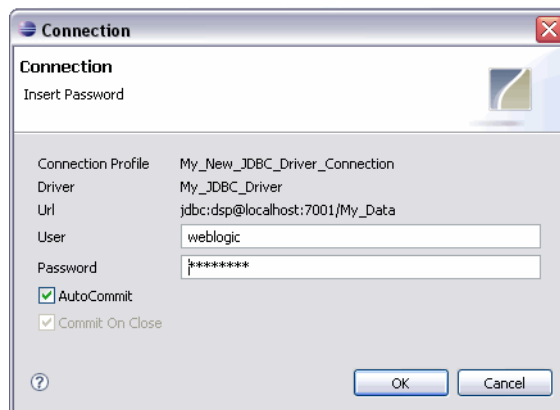 Connection
Connection
Insert Password
Connection Profile My_New_JDBC_Driver_Connection
Driver My_JDBC_Driver
Url jdbc:dsp@localhost:7001/My_Data
User weblogic
Password ********
AutoCommit
Commit On Close
?
OK Cancel